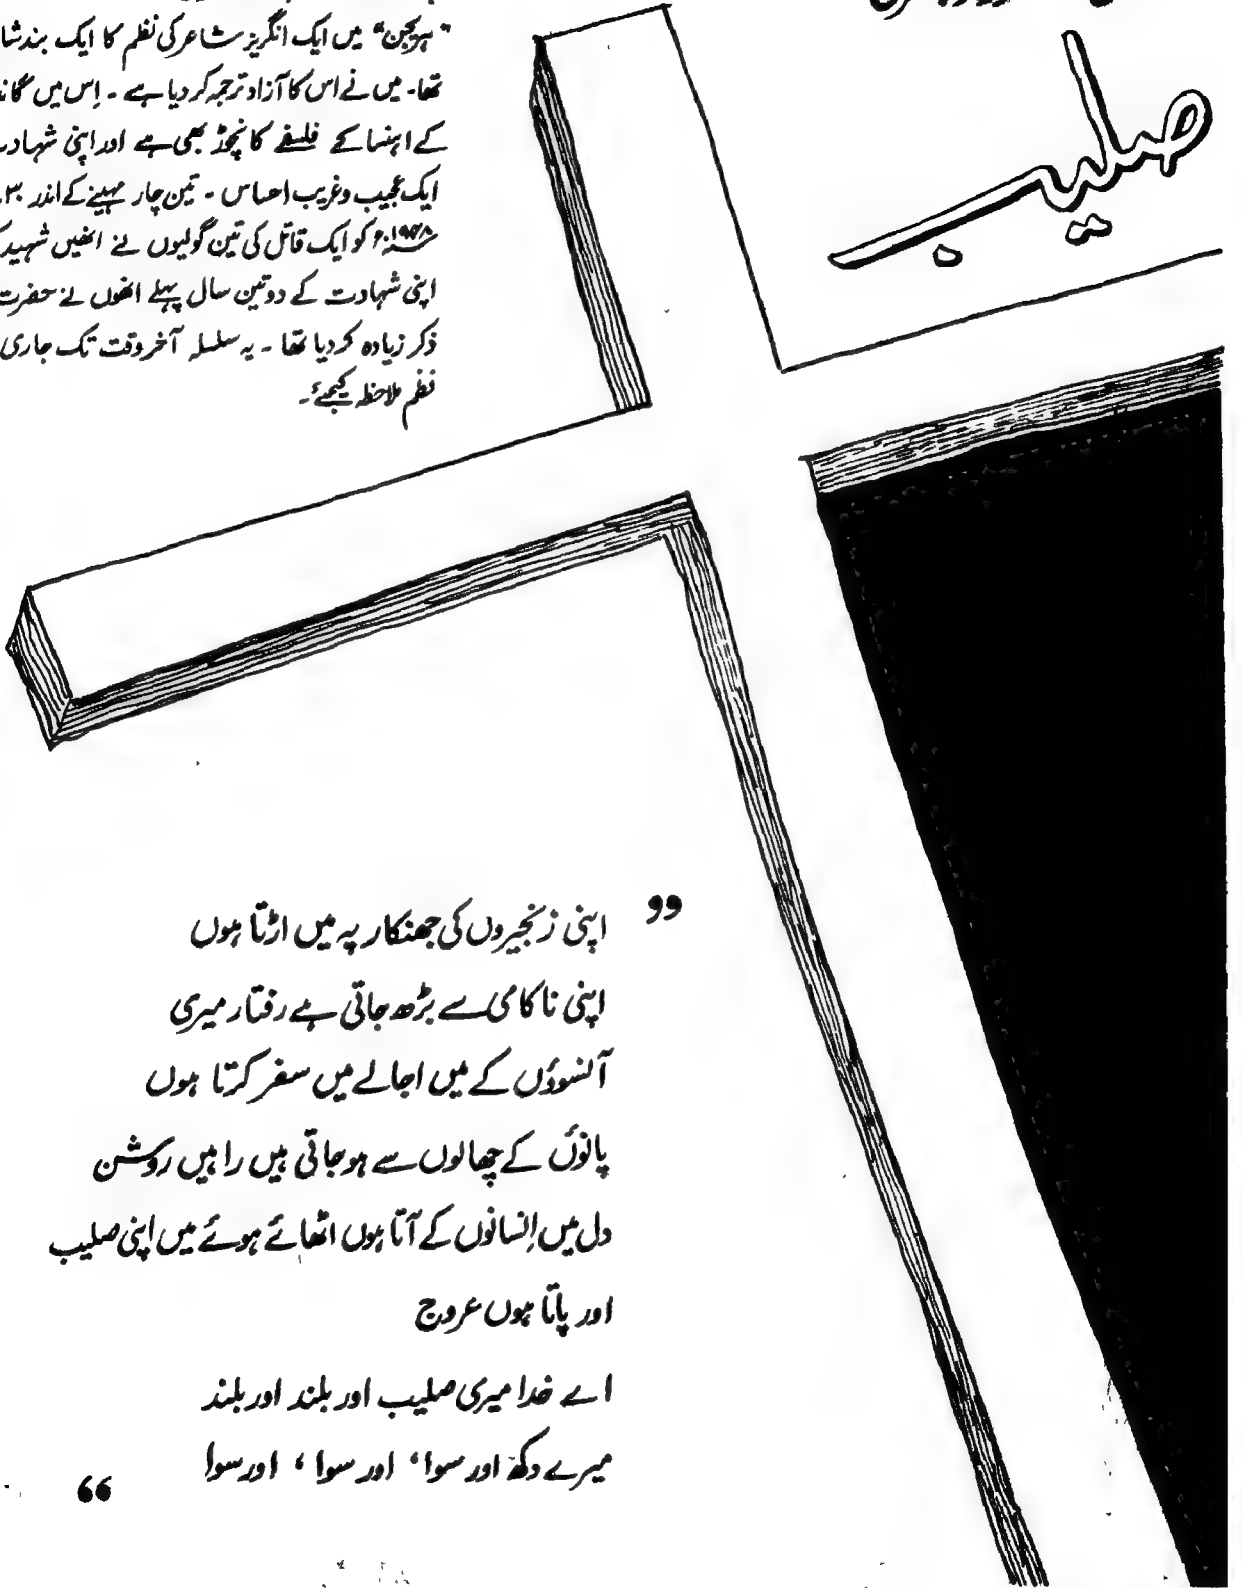 صلیب
"ہریجن" میں ایک انگریز شاعر کی نظم کا ایک بند
تھا۔ میں نے اس کا آزاد ترجمہ کر دیا ہے۔ اِس میں
کے اہنسا کے فلسفے کا نچوڑ بھی ہے اور اپنی
ایک عجیب و غریب احساس۔ تین چار مہینے کے اندر ۳۰
۱۹۴۸ء کو ایک قاتل کی تین گولیوں نے انھیں شہید
اپنی شہادت کے دو تین سال پہلے انھوں نے حضرت
ذکر زیادہ کر دیا تھا۔ یہ سلسلہ آخر وقت تک جاری
نظم ملاحظہ کیجئے۔
"اپنی زنجیروں کی جھنکار پہ میں اڑتا ہوں
اپنی ناکامی سے بڑھ جاتی ہے رفتار میری
آنسوؤں کے میں اجالے میں سفر کرتا ہوں
پانوؤں کے چھالوں سے ہو جاتی ہیں راہیں روشن
دل میں اِنسانوں کے آتا ہوں اٹھائے ہوئے میں اپنی صلیب
اور پاتا ہوں عروج
اے خدا میری صلیب اور بلند اور بلند
میرے دکھ اور سوا، اور سوا، اور سوا"